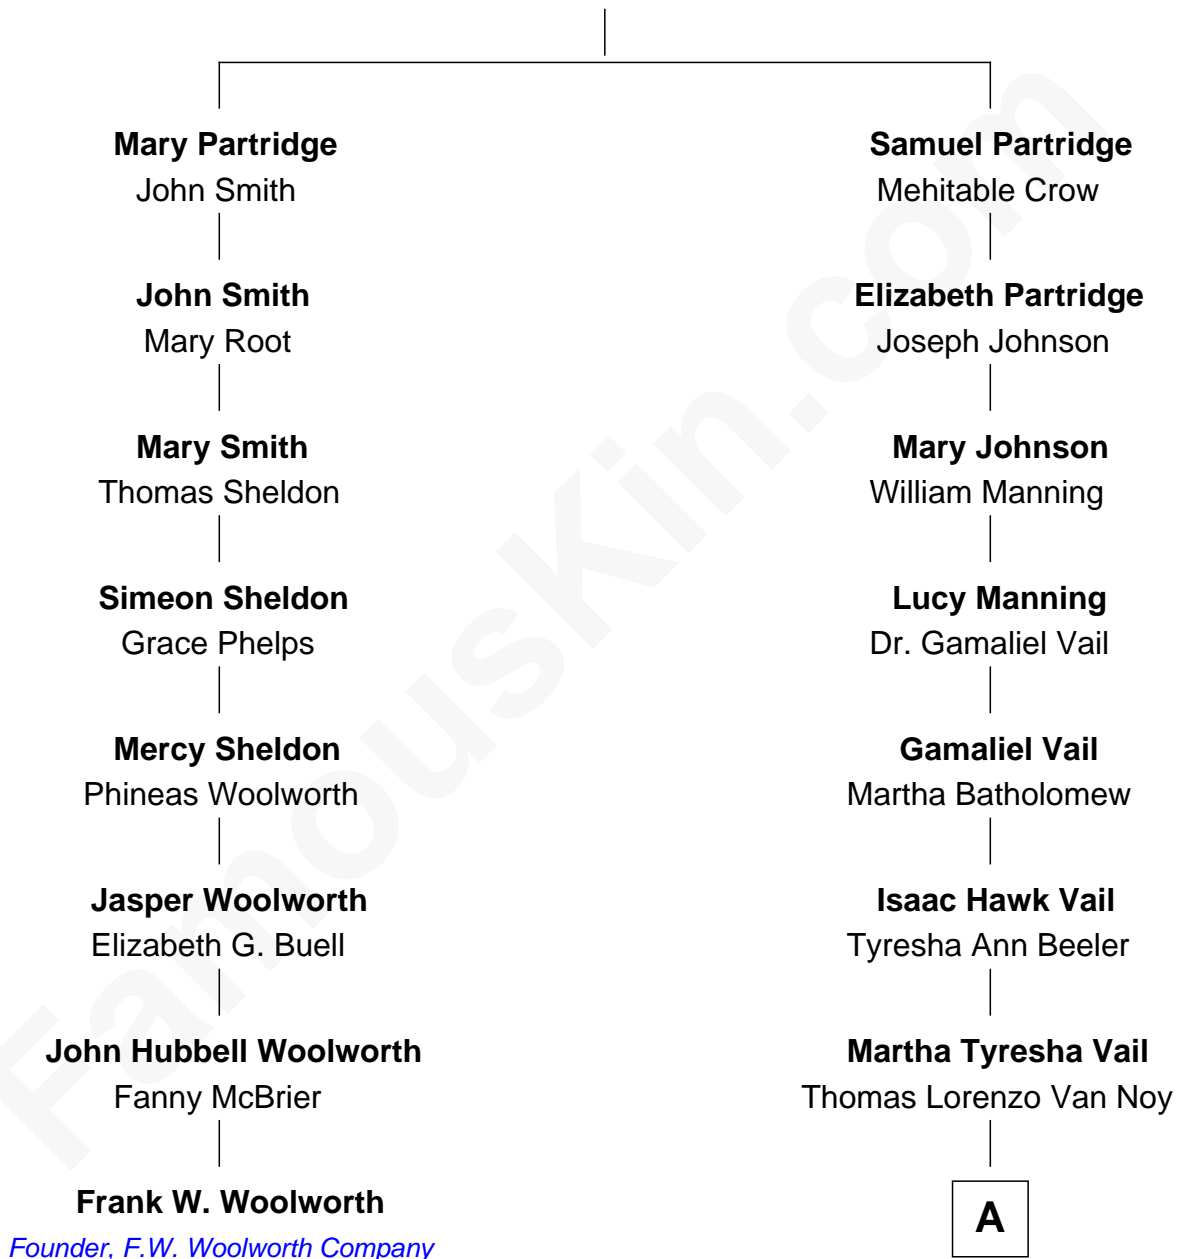 Mary Partridge
John Smith
John Smith
Mary Root
Mary Smith
Thomas Sheldon
Simeon Sheldon
Grace Phelps
Mercy Sheldon
Phineas Woolworth
Jasper Woolworth
Elizabeth G. Buell
John Hubbell Woolworth
Fanny McBrier
Frank W. Woolworth
Founder, F.W. Woolworth Company
Samuel Partridge
Mehitable Crow
Elizabeth Partridge
Joseph Johnson
Mary Johnson
William Manning
Lucy Manning
Dr. Gamaliel Vail
Gamaliel Vail
Martha Batholomew
Isaac Hawk Vail
Tyresha Ann Beeler
Martha Tyresha Vail
Thomas Lorenzo Van Noy
A
FamousKin.com